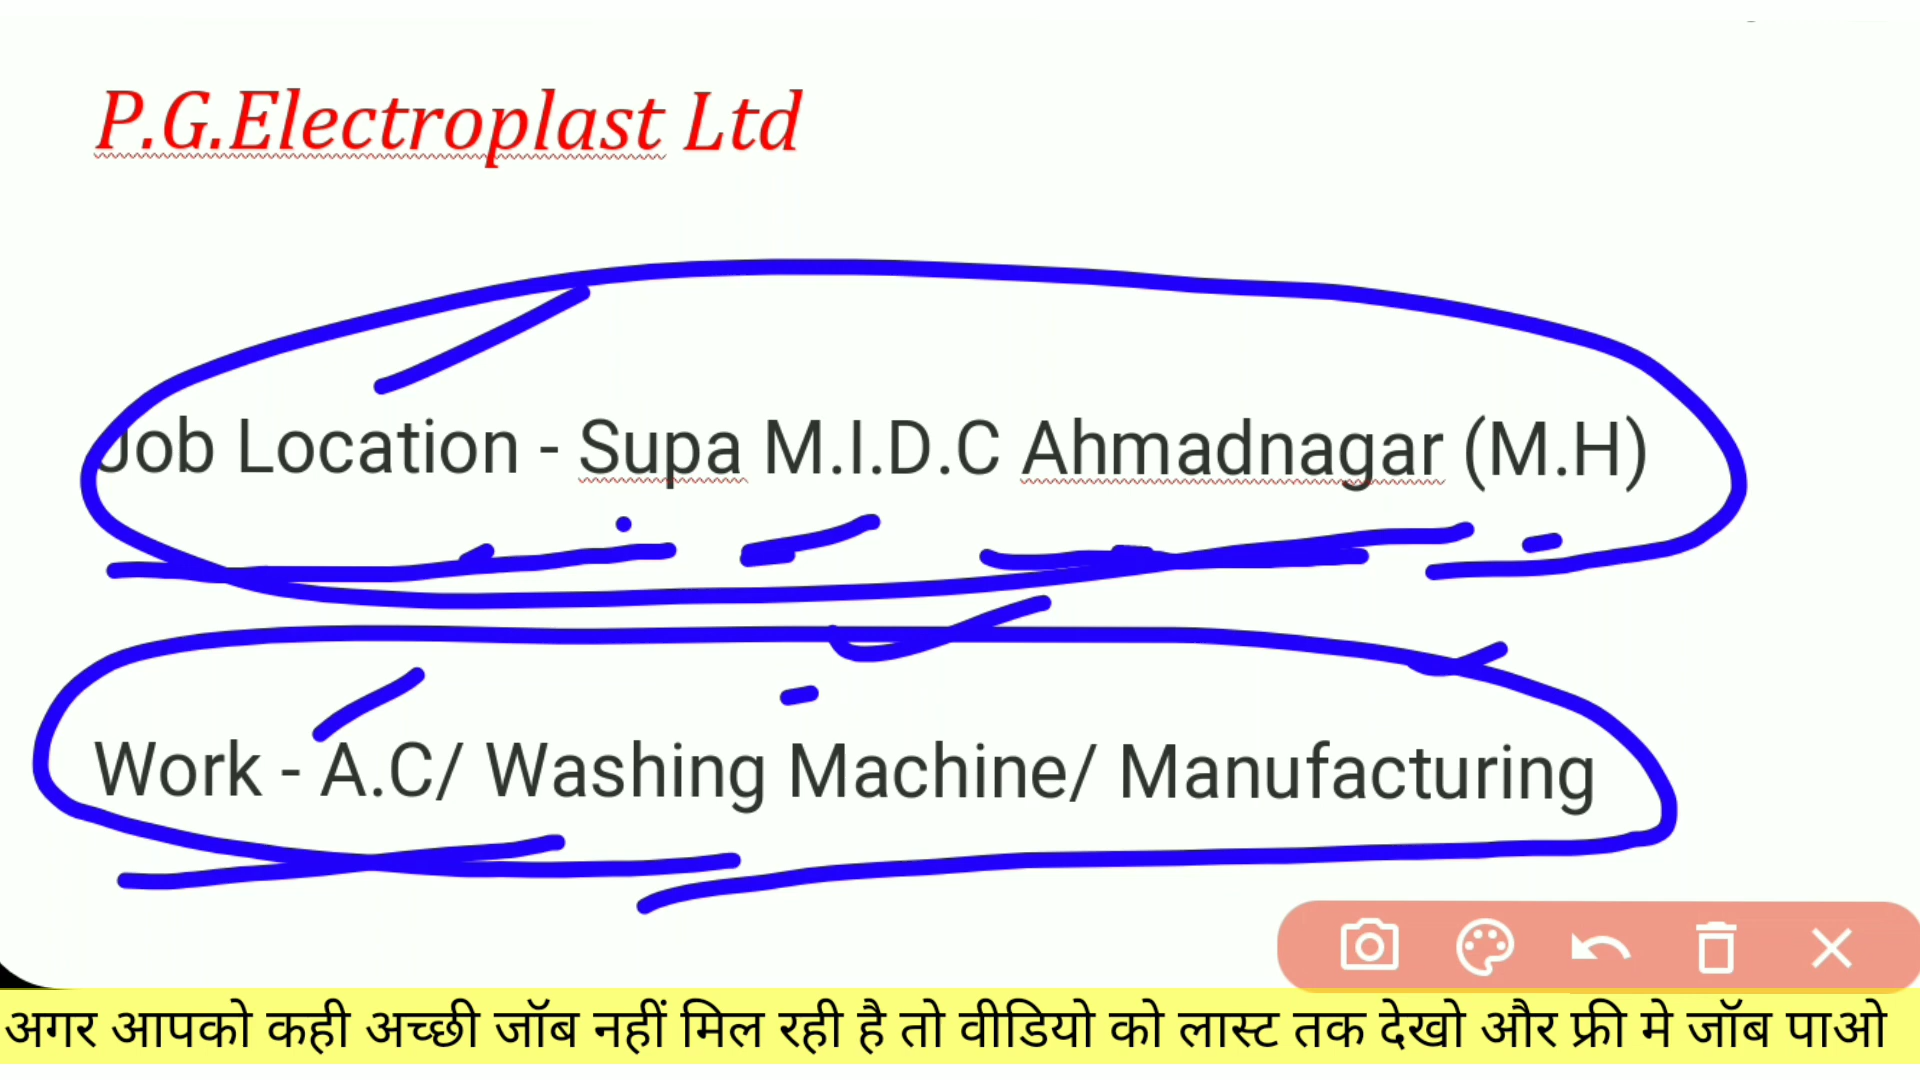 P.G.Electroplast Ltd
Job Location - Supa M.I.D.C Ahmadnagar (M.H)
Work - A.C/ Washing Machine/ Manufacturing
अगर आपको कही अच्छी जॉब नहीं मिल रही है तो वीडियो को लास्ट तक देखो और फ्री मे जॉब पाओ